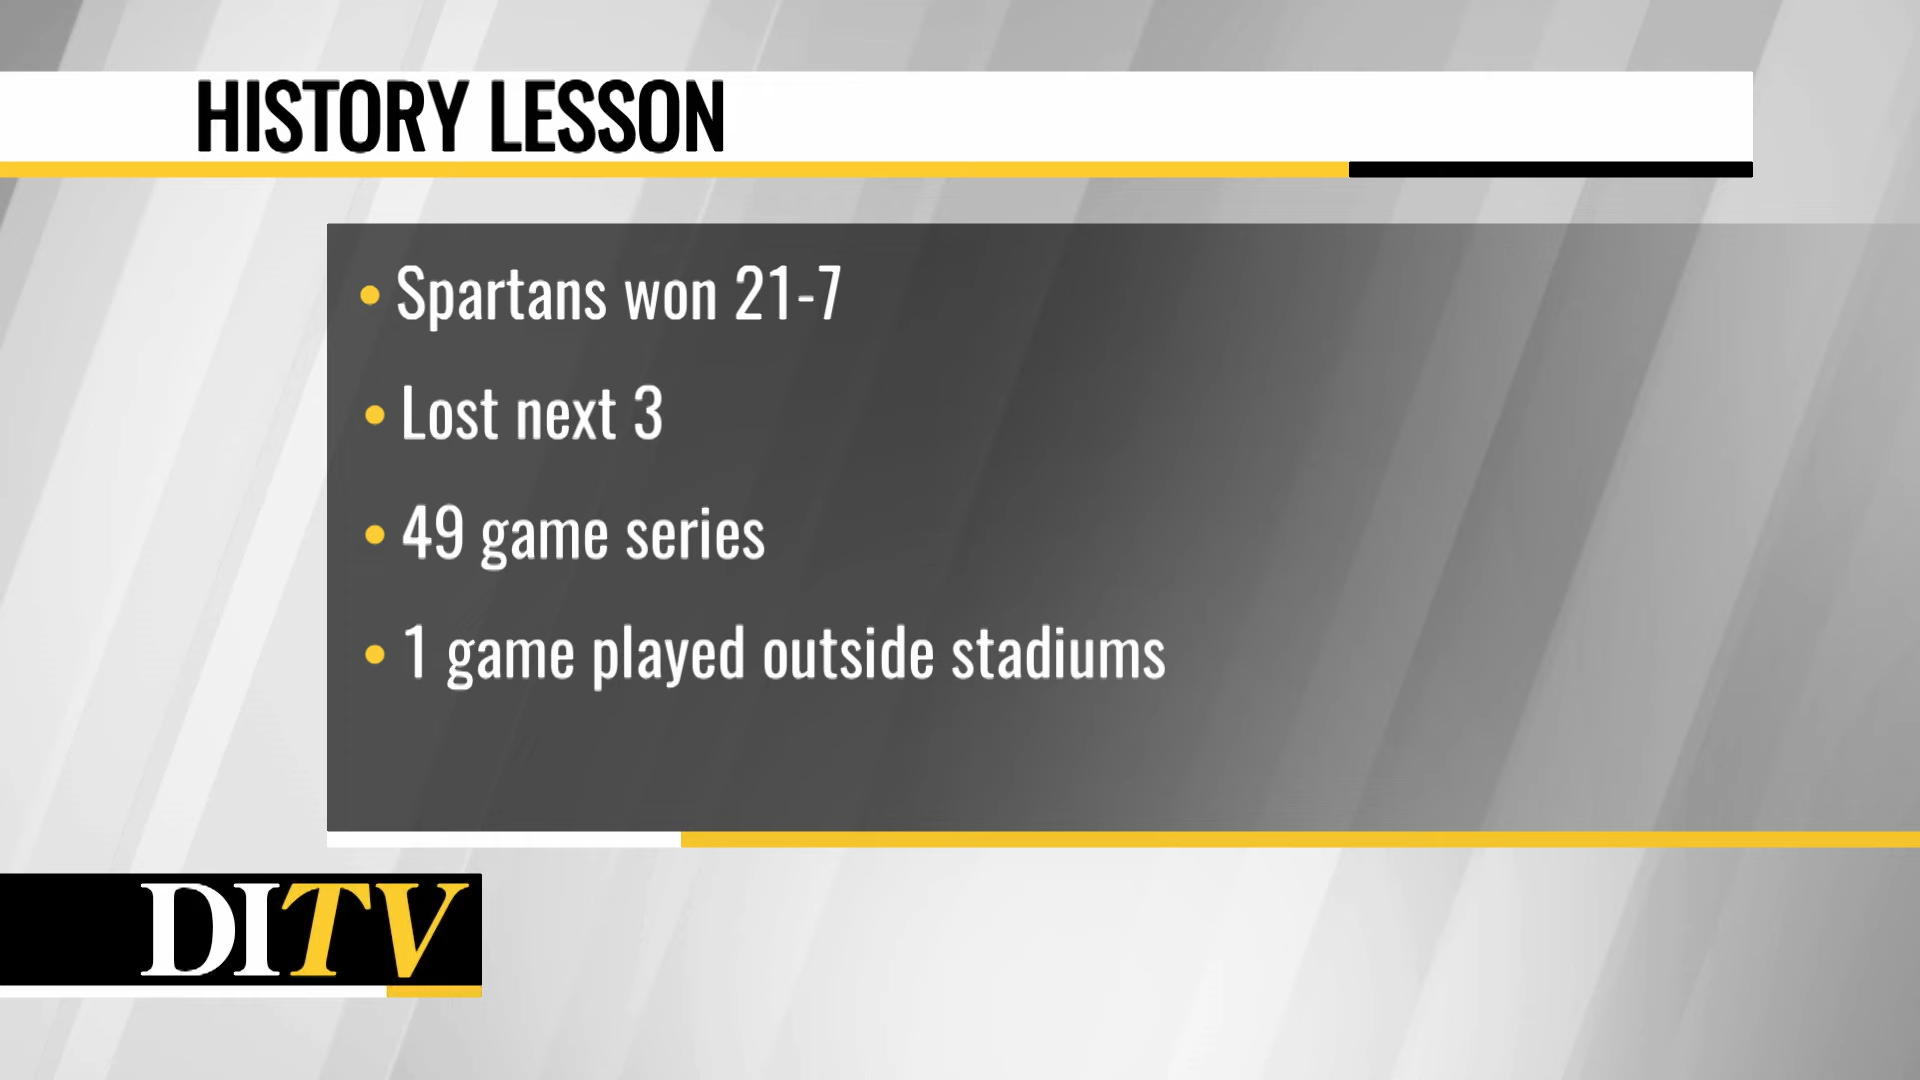 HISTORY LESSON
• Spartans won 21-7
• Lost next 3
• 49 game series
• 1 game played outside stadiums
DITV